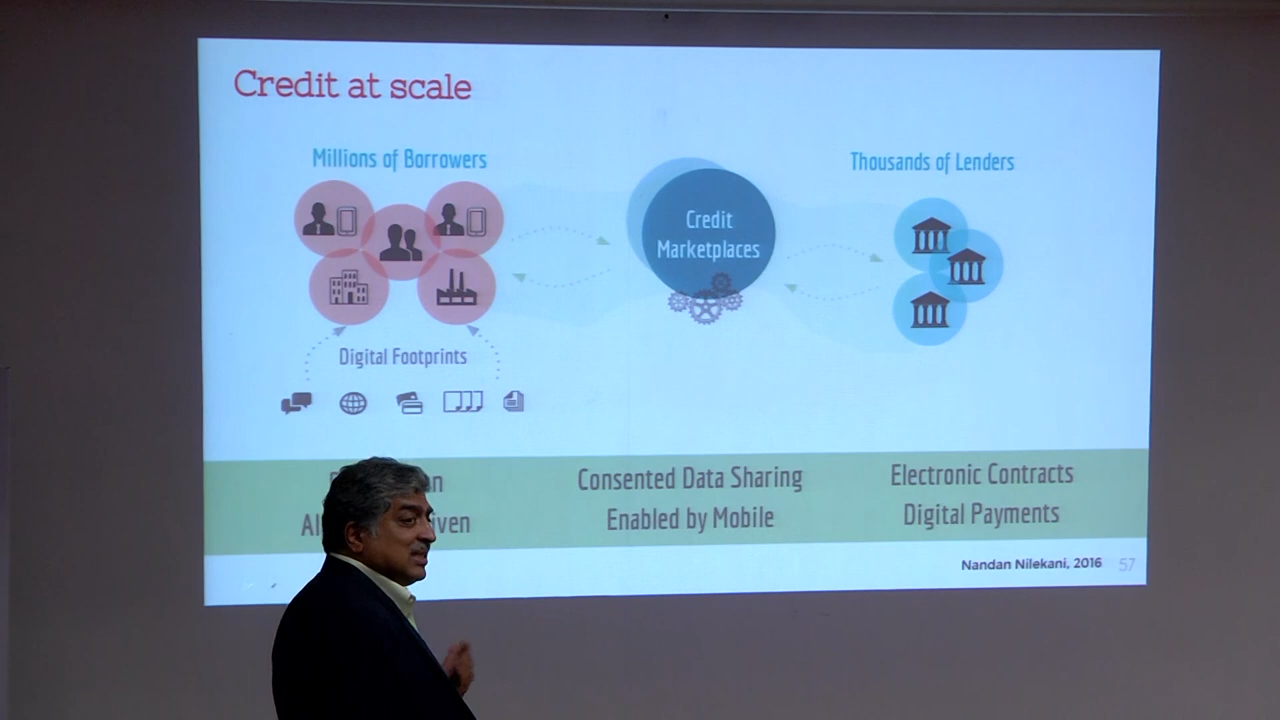 Credit at scale
Millions of Borrowers
Thousands of Lenders
Credit
Marketplaces
Digital Footprints
Consented Data Sharing
Enabled by Mobile
Electronic Contracts
Digital Payments
Nandan Nilekani, 2016 57